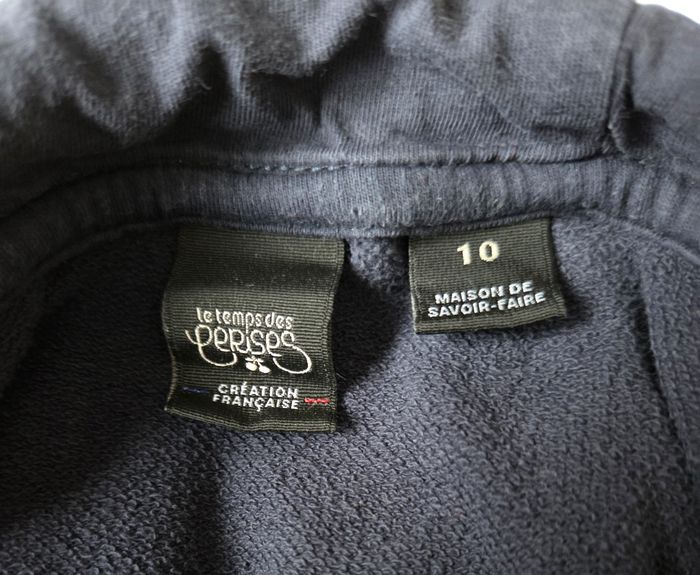 le temps des
cerises
CRÉATION
FRANÇAISE
10
MAISON DE
SAVOIR-FAIRE